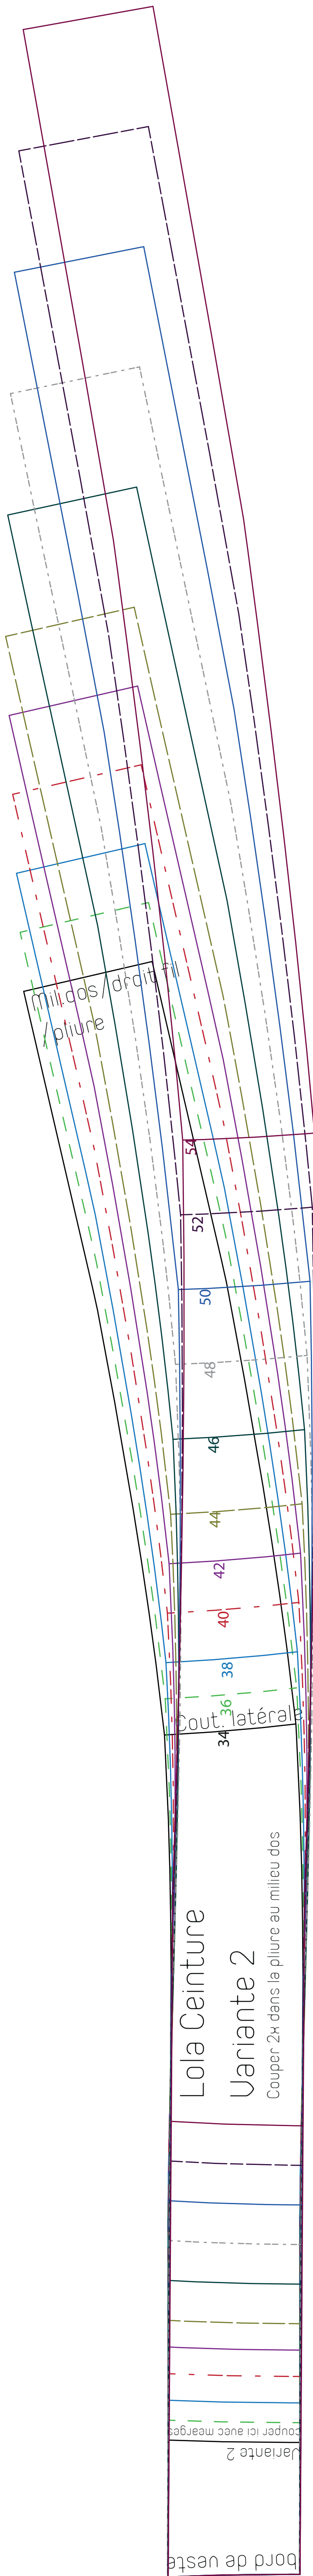 Mil.dos/droit fil
/ pliure
54
52
50
48
46
44
42
40
38
36
Cout. latérale
34
Lola Ceinture
Variante 2
Couper 2x dans la pliure au milieu dos
couper ici avec mearges
Variante 2
bord de veste